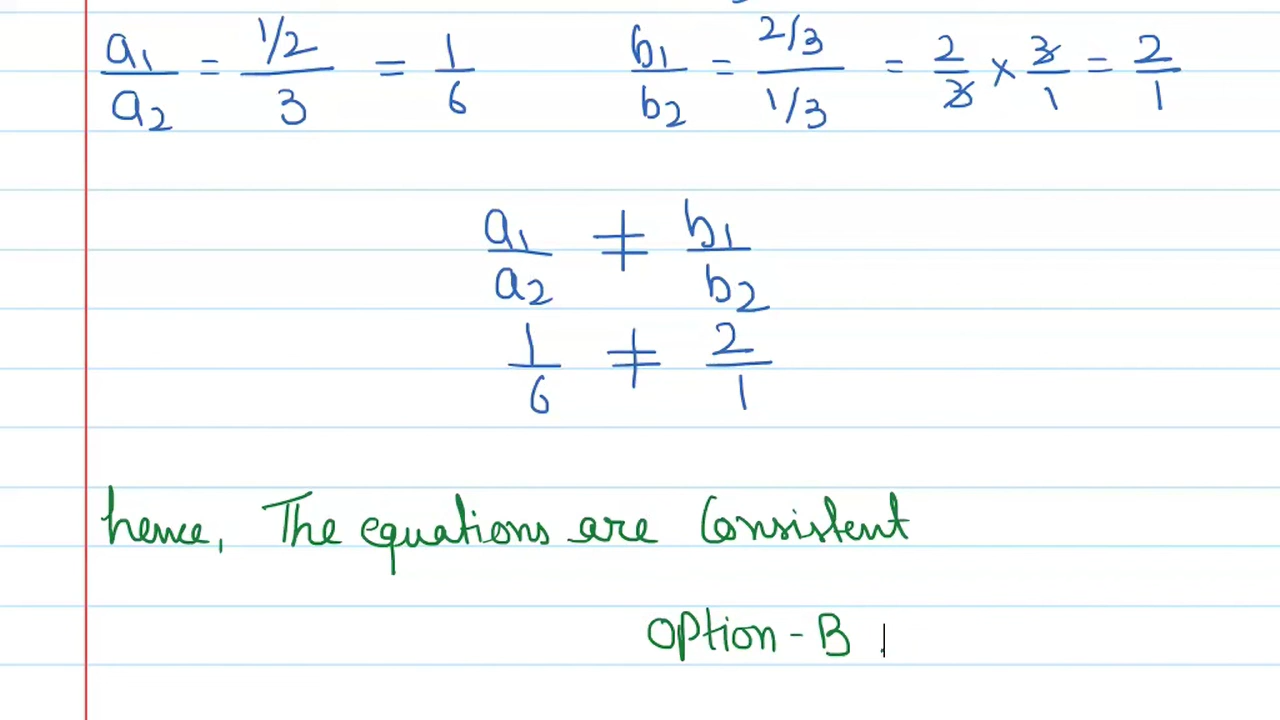 a₁/a₂ = (1/2)/3 = 1/6    b₁/b₂ = (2/3)/(1/3) = 2/3 × 3/1 = 2/1
a₁/a₂ ≠ b₁/b₂
1/6 ≠ 2/1
hence, The equations are Consistent
Option - B